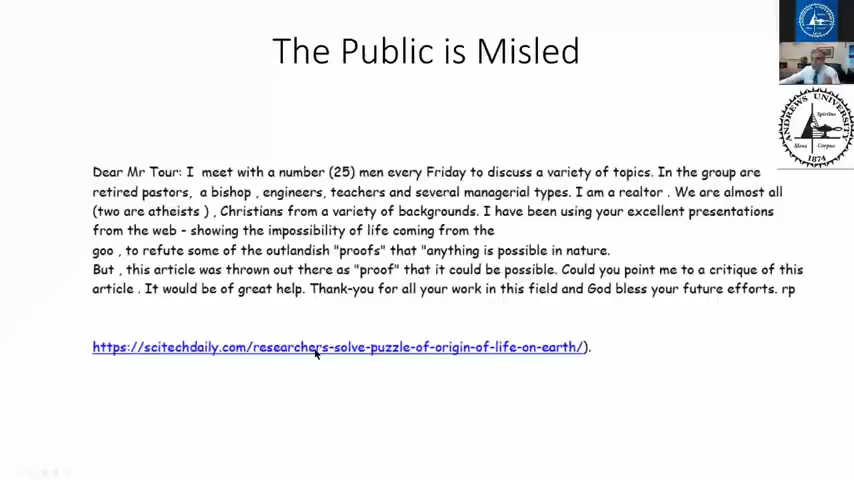 The Public is Misled
Dear Mr Tour: I meet with a number (25) men every Friday to discuss a variety of topics. In the group are
retired pastors, a bishop , engineers, teachers and several managerial types. I am a realtor . We are almost all
(two are atheists ) , Christians from a variety of backgrounds. I have been using your excellent presentations
from the web - showing the impossibility of life coming from the
goo , to refute some of the outlandish "proofs" that "anything is possible in nature.
But , this article was thrown out there as "proof" that it could be possible. Could you point me to a critique of this
article . It would be of great help. Thank-you for all your work in this field and God bless your future efforts. rp
https://scitechdaily.com/researchers-solve-puzzle-of-origin-of-life-on-earth/).
ANDREWS UNIVERSITY
Spiritus
Mens Corpus
1874